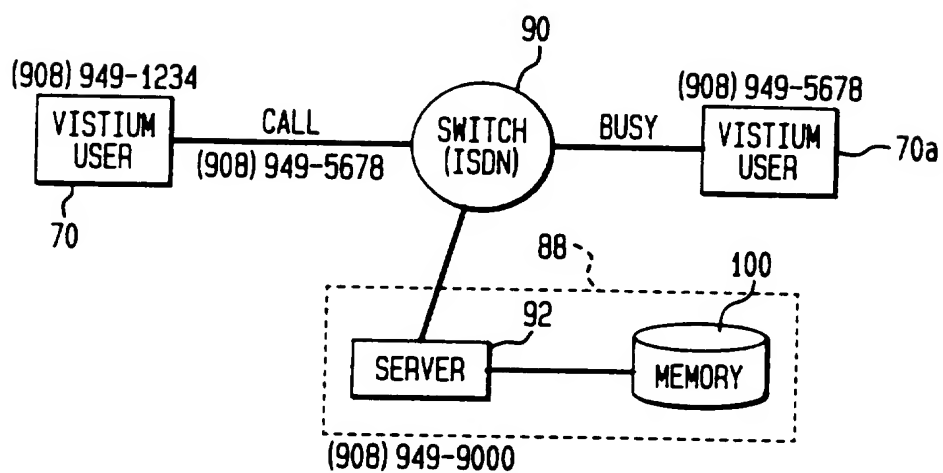 90
(908) 949-1234
(908) 949-5678
VISTIUM
USER
CALL
(908) 949-5678
SWITCH
(ISDN)
BUSY
VISTIUM
USER
70a
70
88
100
92
SERVER
MEMORY
(908) 949-9000